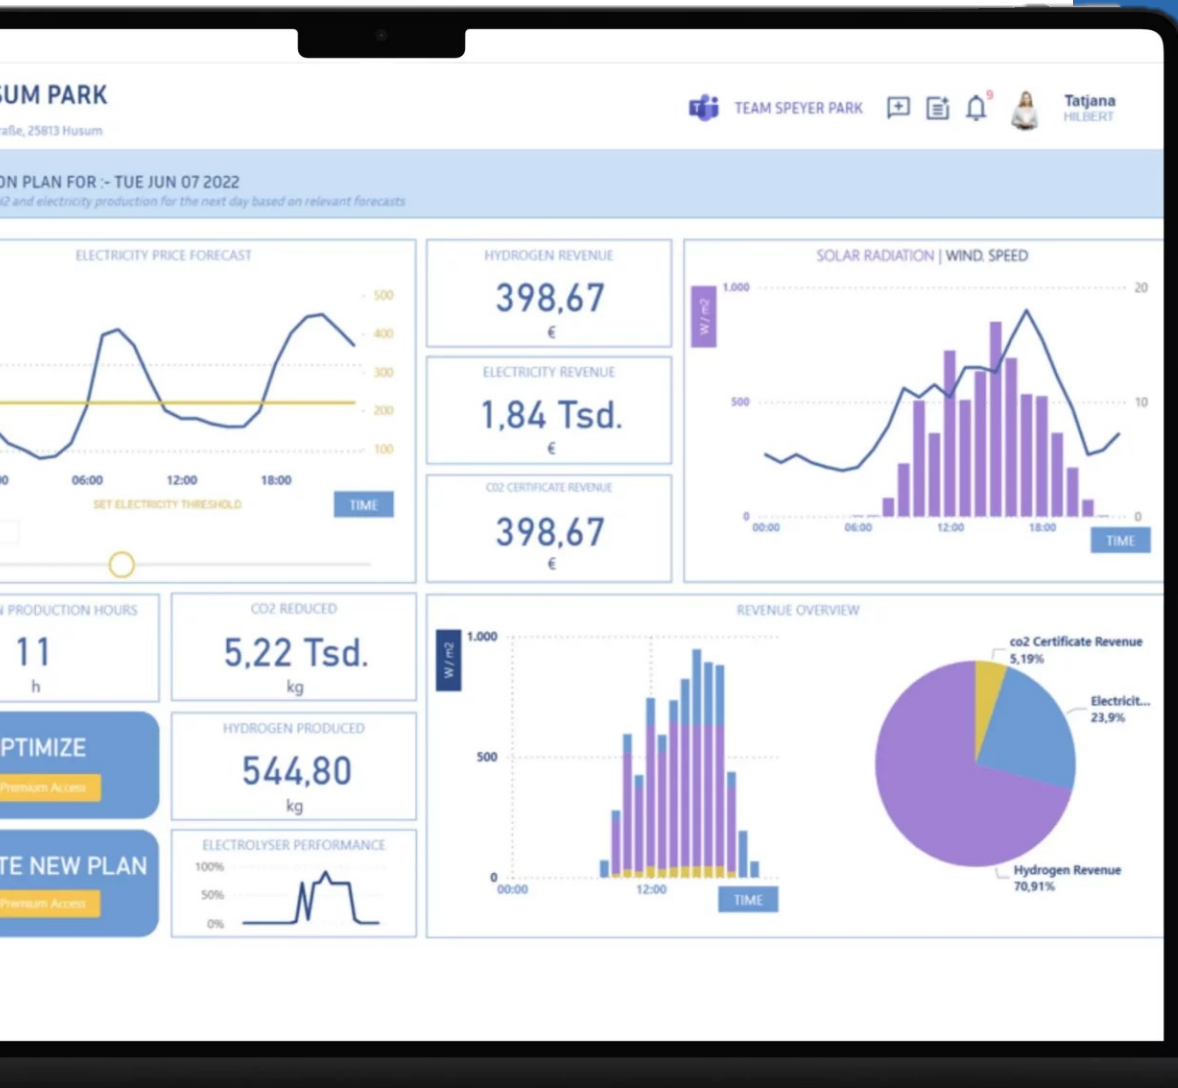 SUM PARK
raße, 25813 Husum
TEAM SPEYER PARK
9
Tatjana
HILBERT
ON PLAN FOR :- TUE JUN 07 2022
and electricity production for the next day based on relevant forecasts
ELECTRICITY PRICE FORECAST
500
400
300
200
100
06:00
12:00
18:00
SET ELECTRICITY THRESHOLD
TIME
HYDROGEN REVENUE
398,67
€
ELECTRICITY REVENUE
1,84 Tsd.
€
C02 CERTIFICATE REVENUE
398,67
€
SOLAR RADIATION | WIND. SPEED
W / m2
1.000
500
0
20
10
0
00:00
06:00
12:00
18:00
TIME
PRODUCTION HOURS
11
h
CO2 REDUCED
5,22 Tsd.
kg
PTIMIZE
Premium Access
HYDROGEN PRODUCED
544,80
kg
TE NEW PLAN
Premium Access
ELECTROLYSER PERFORMANCE
100%
50%
0%
REVENUE OVERVIEW
W / m2
1.000
500
0
00:00
12:00
TIME
co2 Certificate Revenue
5,19%
Electricit...
23,9%
Hydrogen Revenue
70,91%